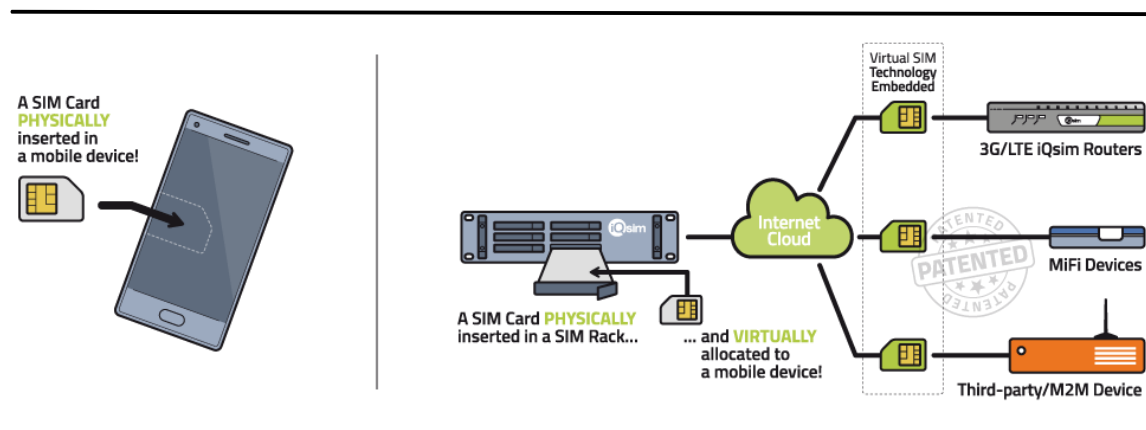 A SIM Card
PHYSICALLY
inserted in
a mobile device!
iQsim
A SIM Card PHYSICALLY
inserted in a SIM Rack...
... and VIRTUALLY
allocated to
a mobile device!
Internet
Cloud
Virtual SIM
Technology
Embedded
iQsim
3G/LTE iQsim Routers
PATENTED
PATENTED
PATENTED
MiFi Devices
Third-party/M2M Device